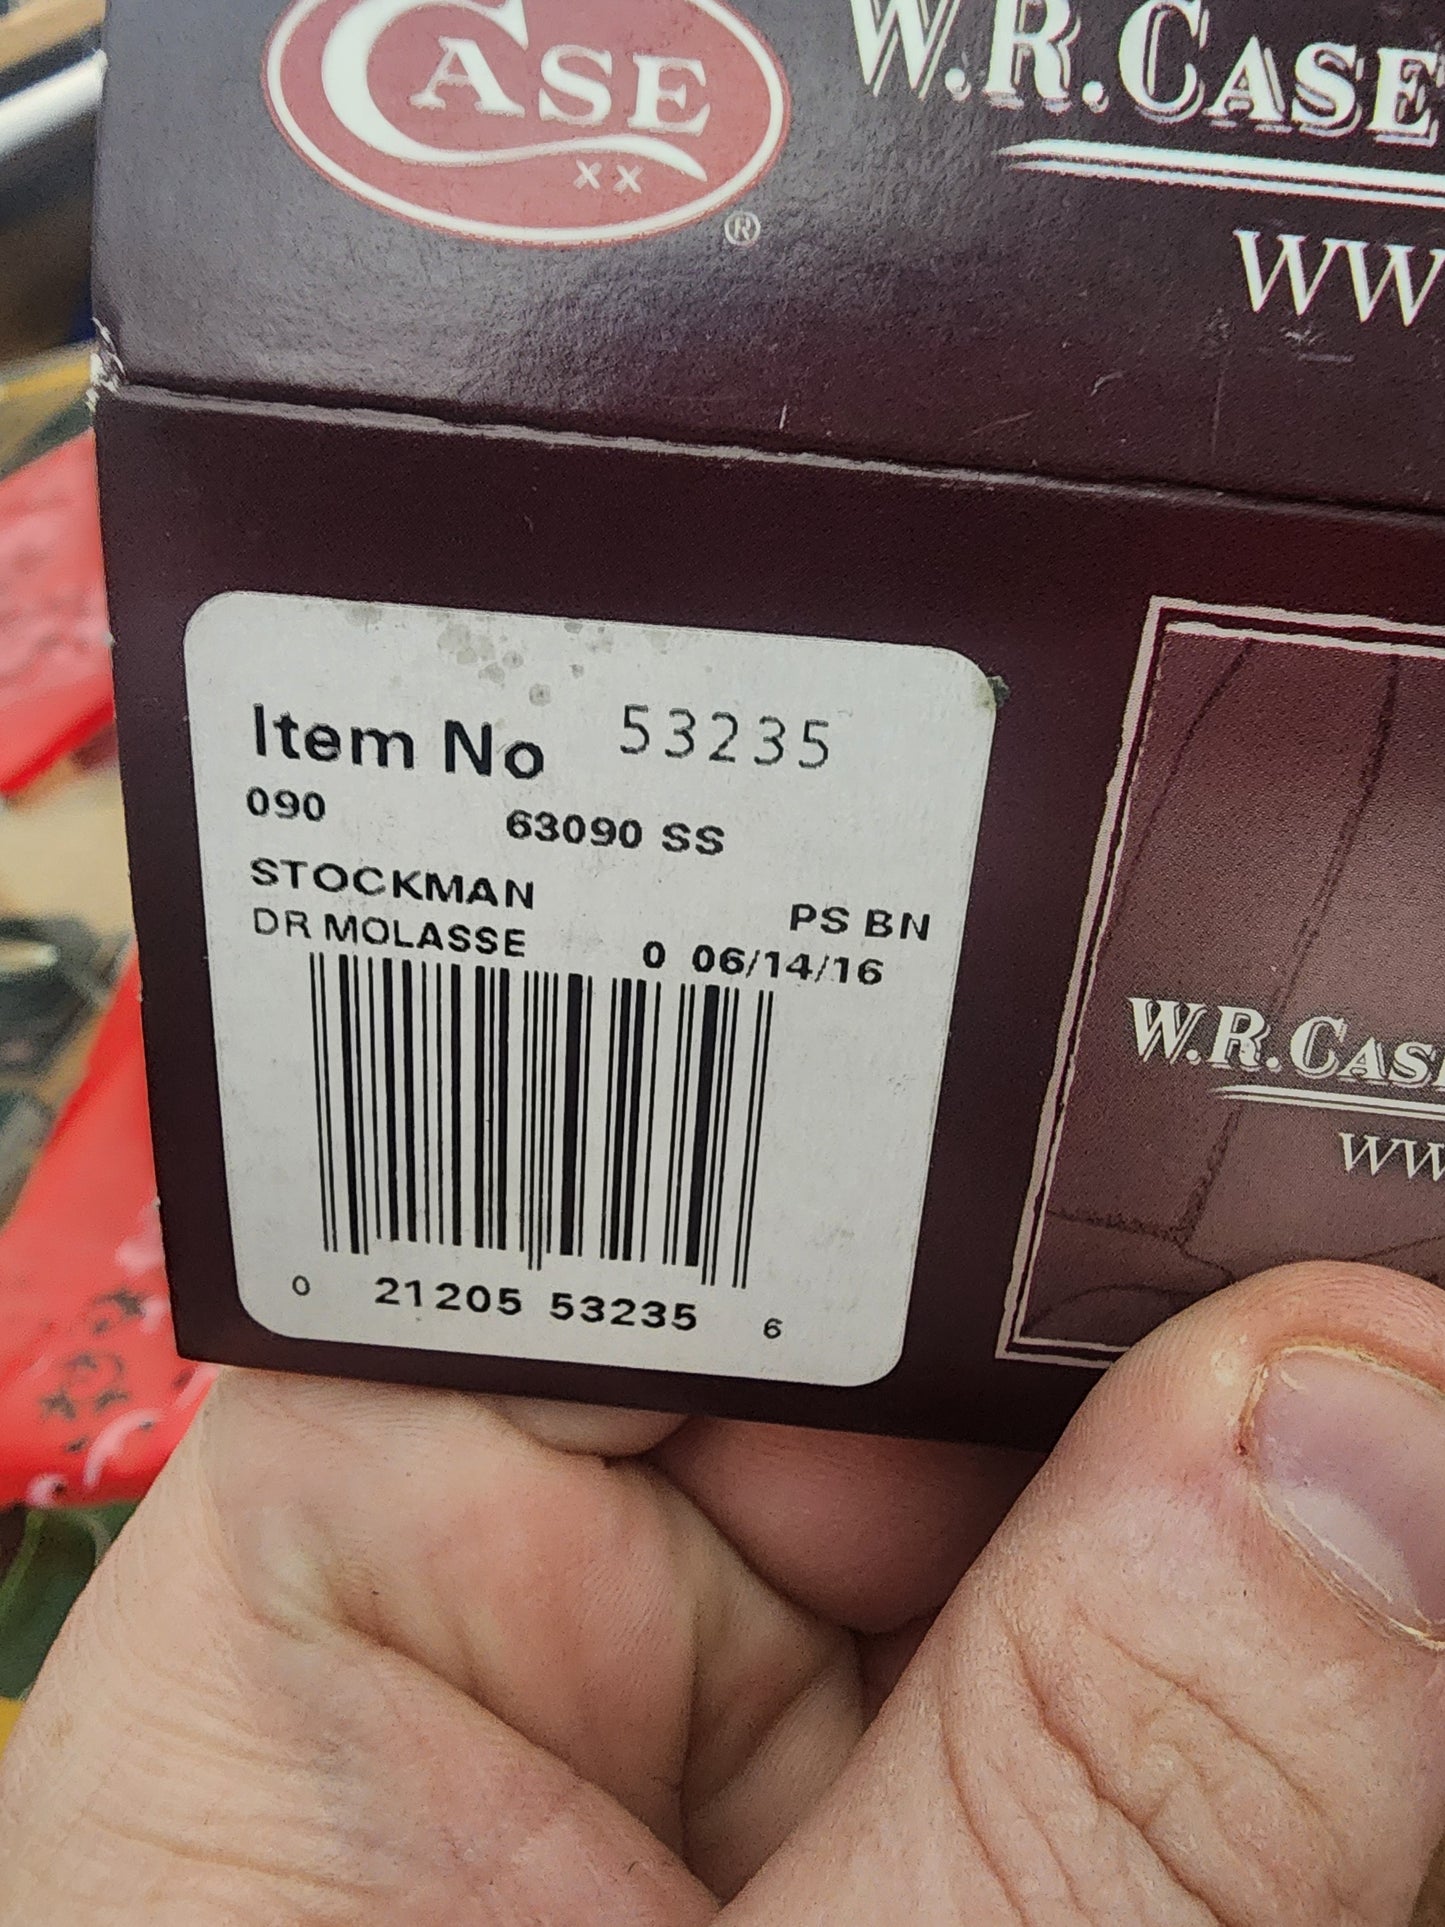 CASE
XX
®
W.R.CASE
WW
Item No 53235
090 63090 SS
STOCKMAN PS BN
DR MOLASSE 0 06/14/16
0 21205 53235 6
W.R.CAS
WW